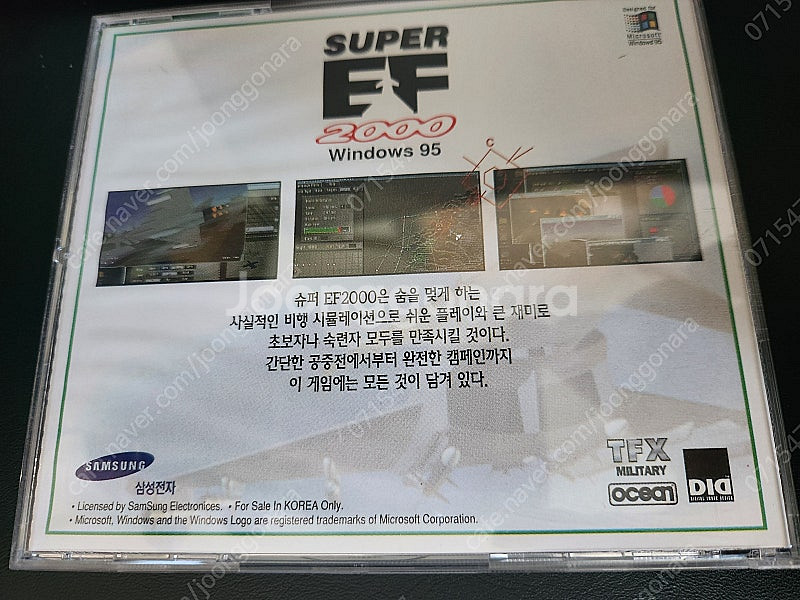 SUPER
EF
2000
Windows 95
Designed for
Microsoft
Windows 95
C
슈퍼 EF2000은 숨을 멎게 하는
사실적인 비행 시뮬레이션으로 쉬운 플레이와 큰 재미로
초보자나 숙련자 모두를 만족시킬 것이다.
간단한 공중전에서부터 완전한 캠페인까지
이 게임에는 모든 것이 담겨 있다.
Joonggonara
SAMSUNG
삼성전자
TFX
MILITARY
ocean
DID
• Licensed by SamSung Electronices. • For Sale In KOREA Only.
• Microsoft, Windows and the Windows Logo are registered trademarks of Microsoft Corporation.
cafe.naver.com/joonggonara